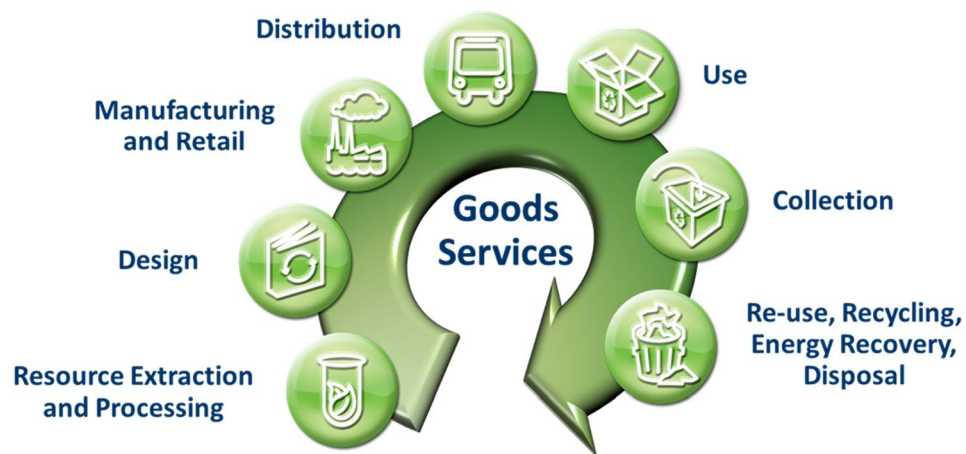 Distribution
Use
Manufacturing
and Retail
Goods
Services
Collection
Design
Re-use, Recycling,
Energy Recovery,
Disposal
Resource Extraction
and Processing